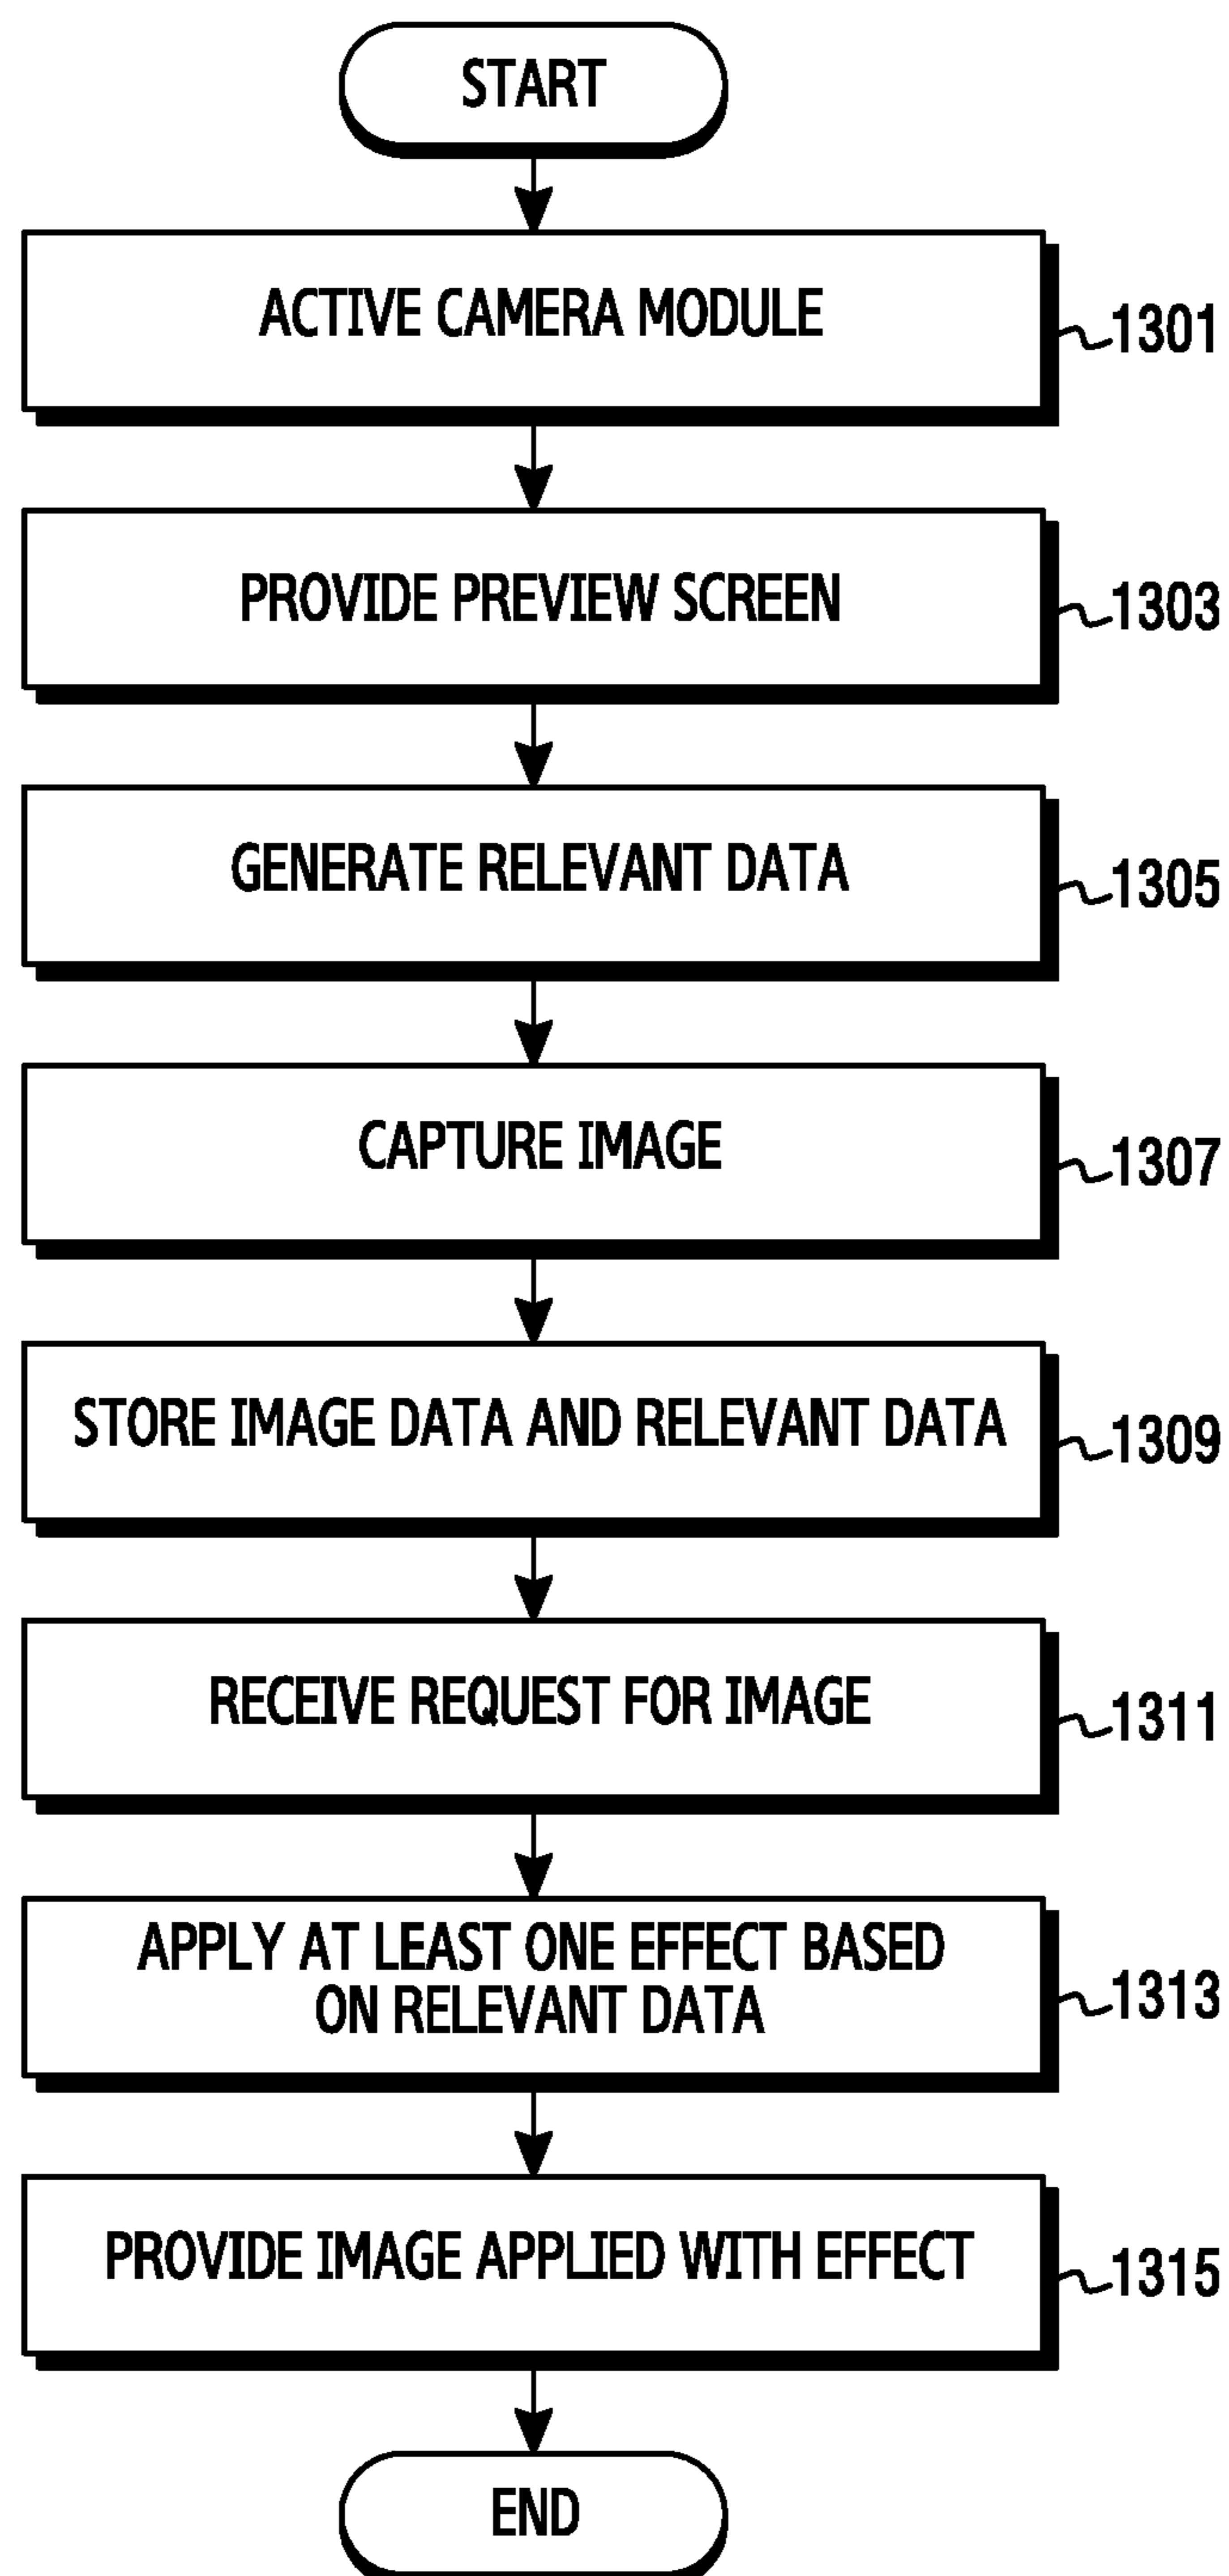 START
ACTIVE CAMERA MODULE
1301
PROVIDE PREVIEW SCREEN
1303
GENERATE RELEVANT DATA
1305
CAPTURE IMAGE
1307
STORE IMAGE DATA AND RELEVANT DATA
1309
RECEIVE REQUEST FOR IMAGE
1311
APPLY AT LEAST ONE EFFECT BASED
ON RELEVANT DATA
1313
PROVIDE IMAGE APPLIED WITH EFFECT
1315
END